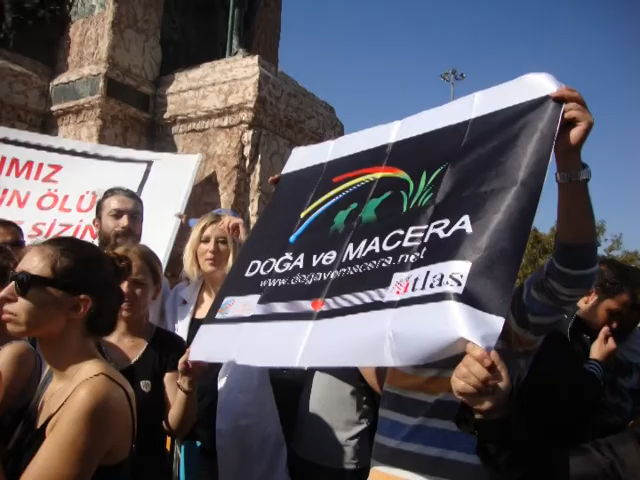 IMIZ
IN ÖLÜ
SİZİN
DOĞA ve MACERA
www.dogavemacera.net
atlas